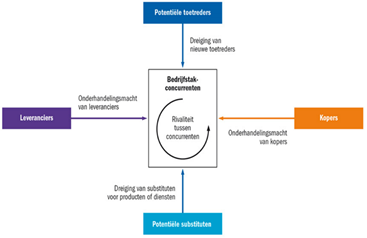 Potentiële toetreders
Dreiging van
nieuwe toetreders
Bedrijfstak-
concurrenten
Onderhandelingsmacht
van leveranciers
Leveranciers
Rivaliteit
tussen
concurrenten
Kopers
Onderhandelingsmacht
van kopers
Dreiging van substituten
voor producten of diensten
Potentiële substituten